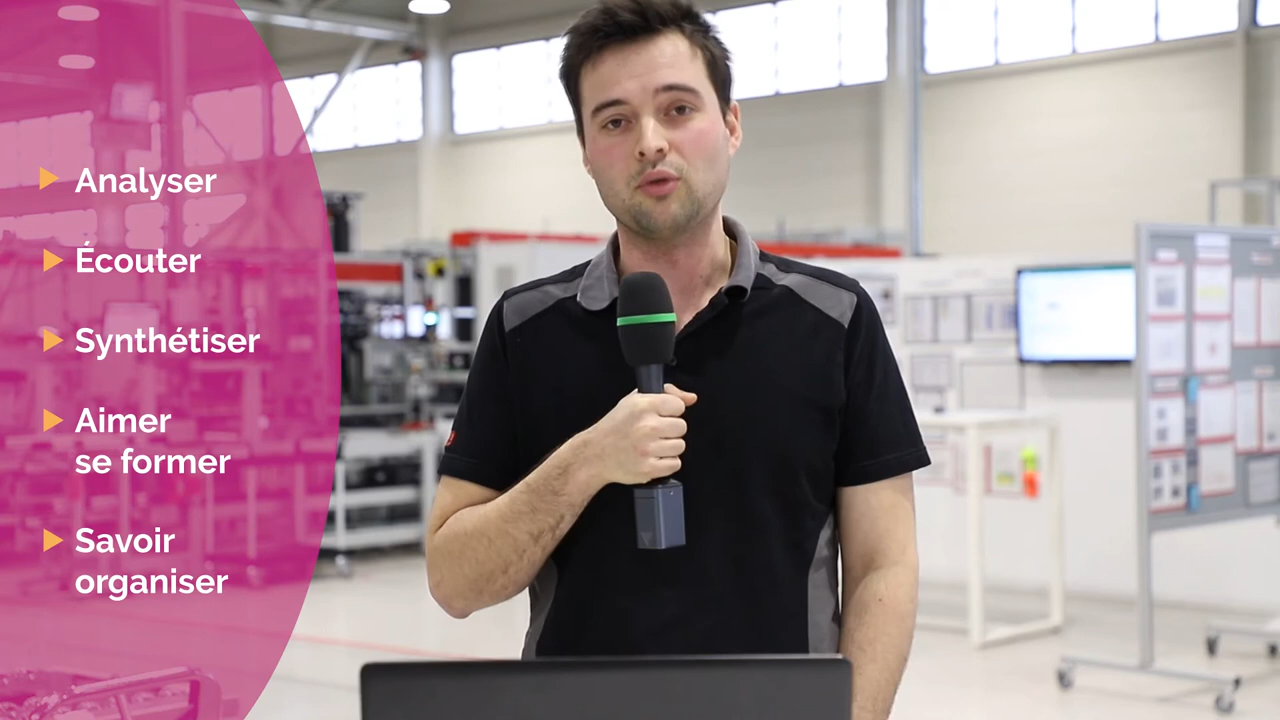 Analyser
Écouter
Synthétiser
Aimer
se former
Savoir
organiser